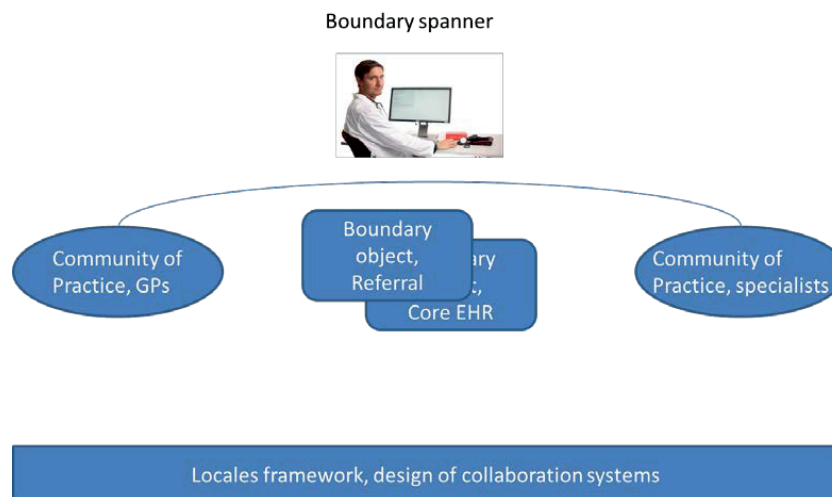 Boundary spanner
Community of
Practice, GPs
Boundary
object,
Referral
Core EHR
Community of
Practice, specialists
Locales framework, design of collaboration systems